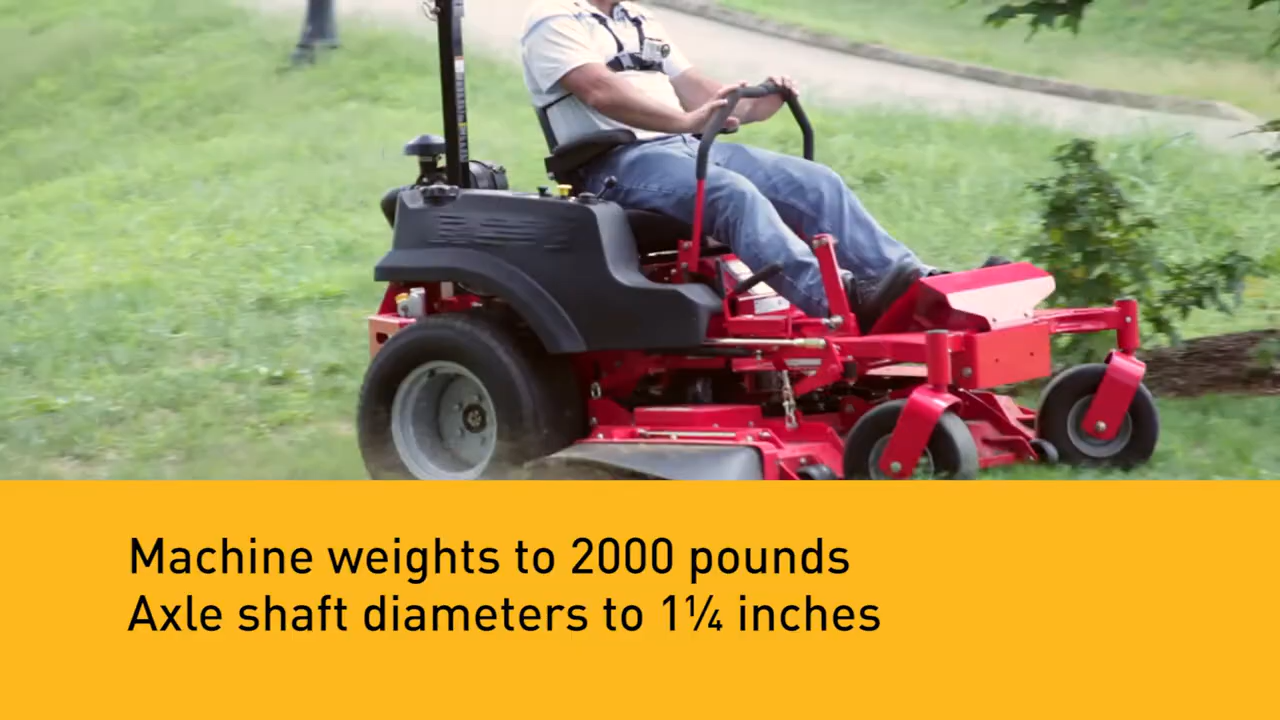 Machine weights to 2000 pounds
Axle shaft diameters to 1¼ inches